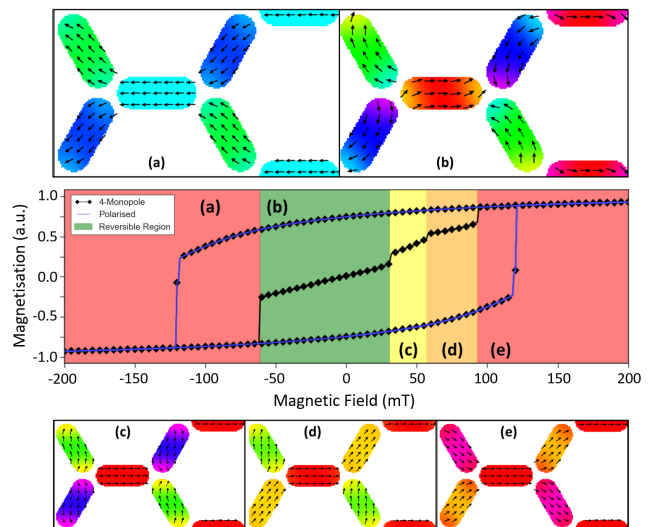 (a)
(b)
4-Monopole
Polarised
Reversible Region
(a)
(b)
(c)
(d)
(e)
1.0
0.5
0.0
-0.5
-1.0
Magnetisation (a.u.)
-200
-150
-100
-50
0
50
100
150
200
Magnetic Field (mT)
(c)
(d)
(e)